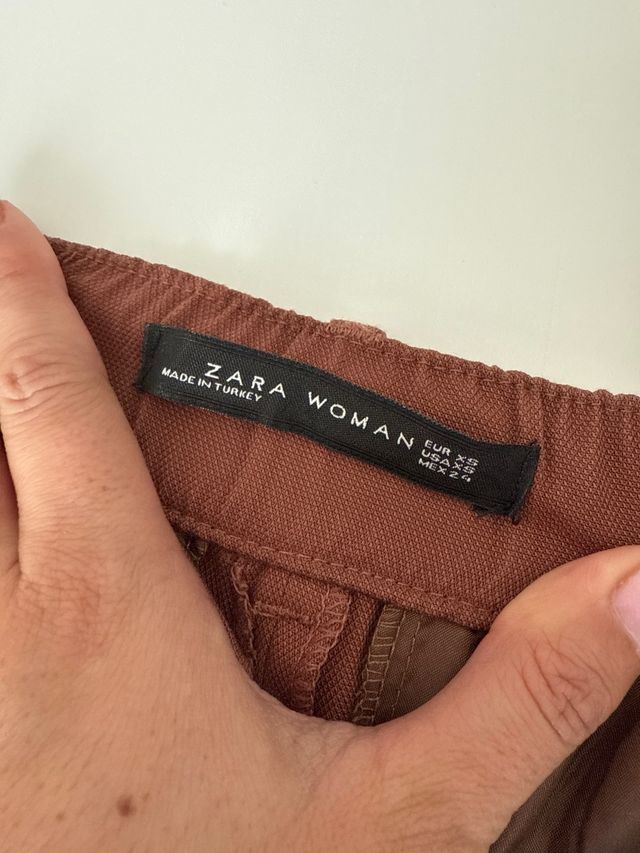 ZARA WOMAN
MADE IN TURKEY
EUR XS
USA XS
MEX 24